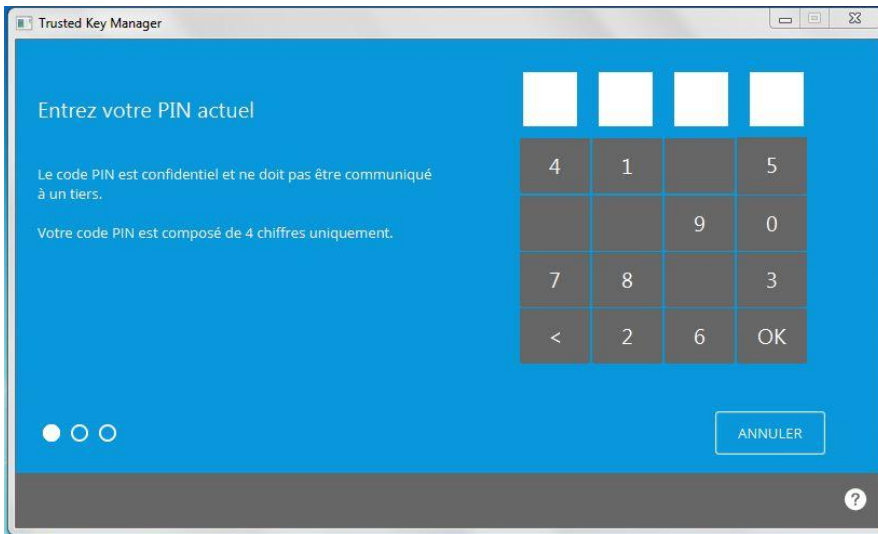 Trusted Key Manager
Entrez votre PIN actuel
Le code PIN est confidentiel et ne doit pas être communiqué
à un tiers.
Votre code PIN est composé de 4 chiffres uniquement.
4 1 5
9 0
7 8 3
< 2 6 OK
ANNULER
?